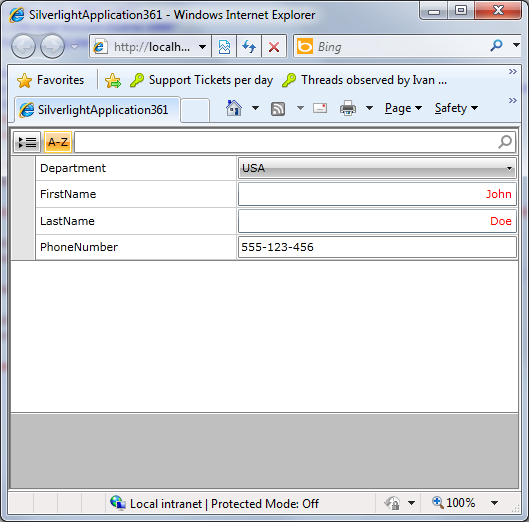 SilverlightApplication361 - Windows Internet Explorer
http://localh...
Bing
Favorites
Support Tickets per day
Threads observed by Ivan ...
SilverlightApplication361
Page
Safety
A-Z
Department USA
FirstName John
LastName Doe
PhoneNumber 555-123-456
Local intranet | Protected Mode: Off
100%